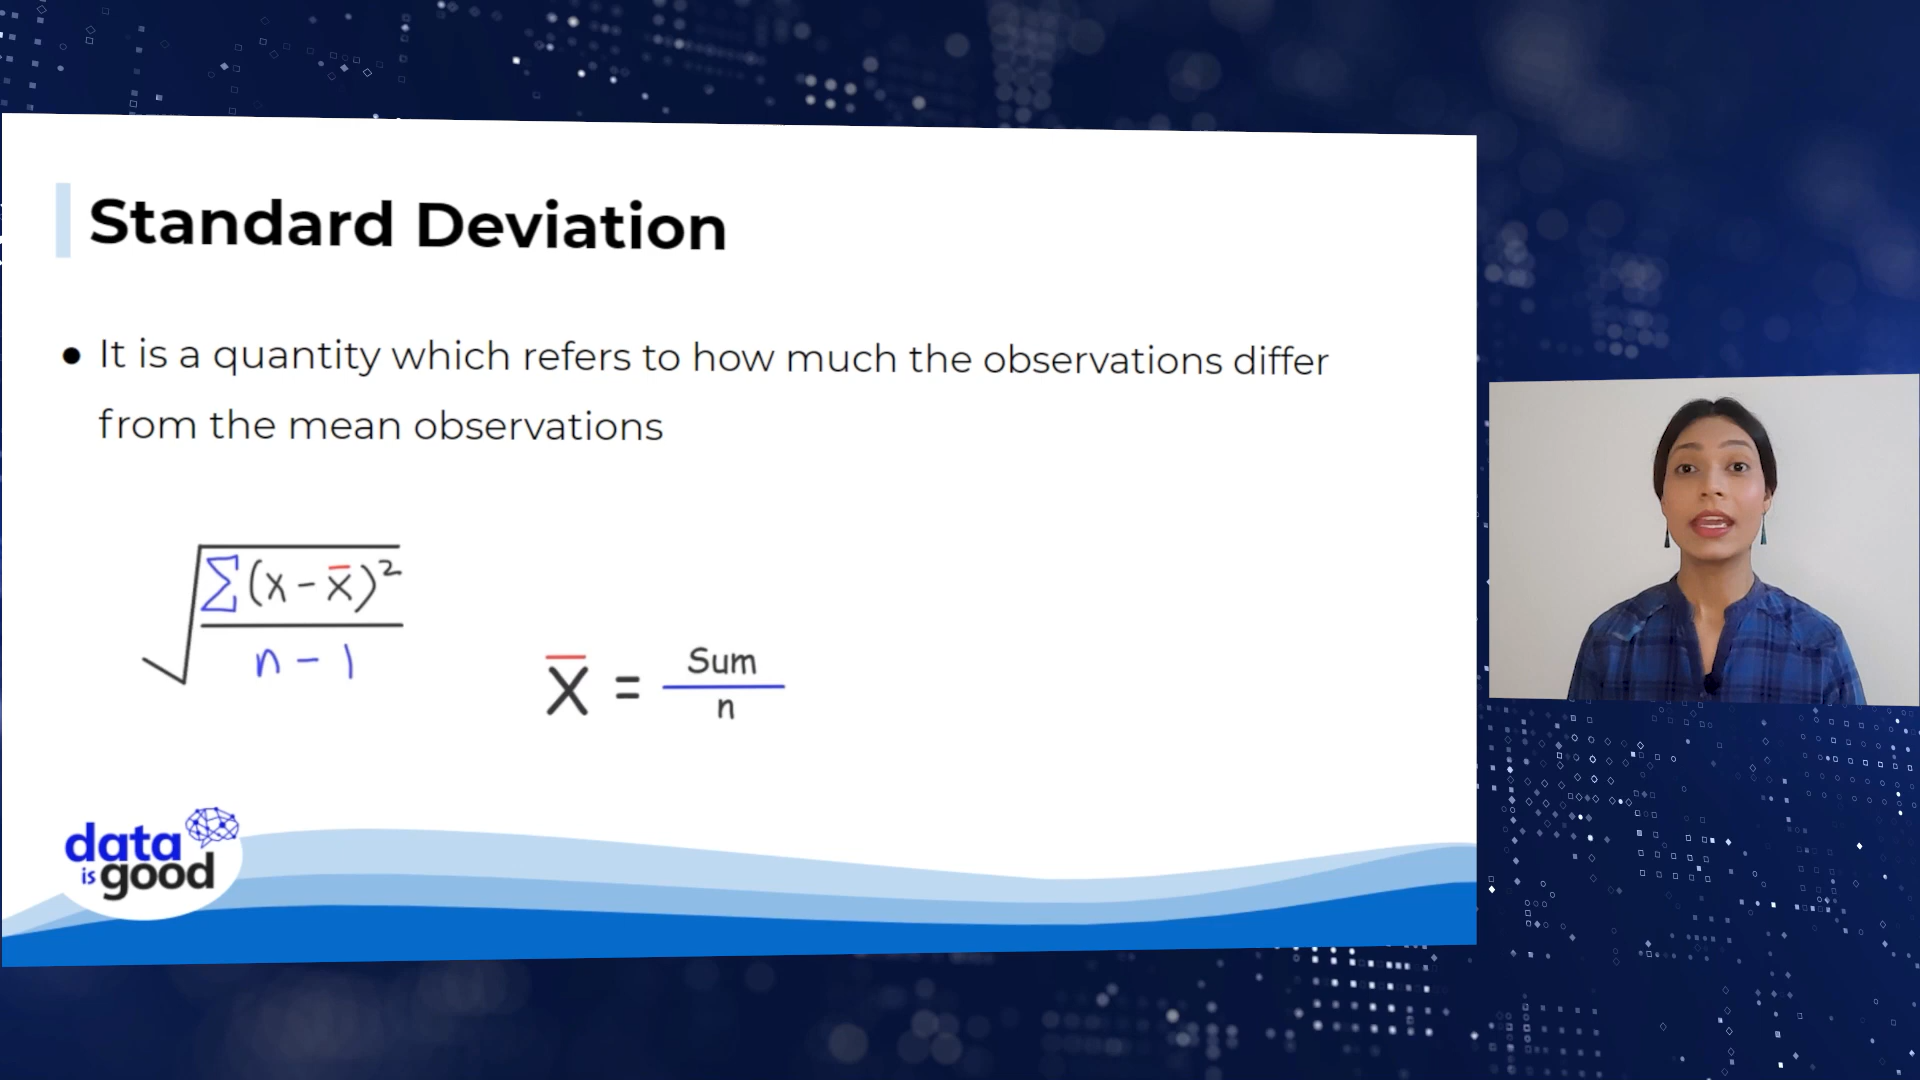 Standard Deviation
● It is a quantity which refers to how much the observations differ
from the mean observations
√(∑(x - x̄)² / (n - 1))
x̄ = Sum / n
data
is good